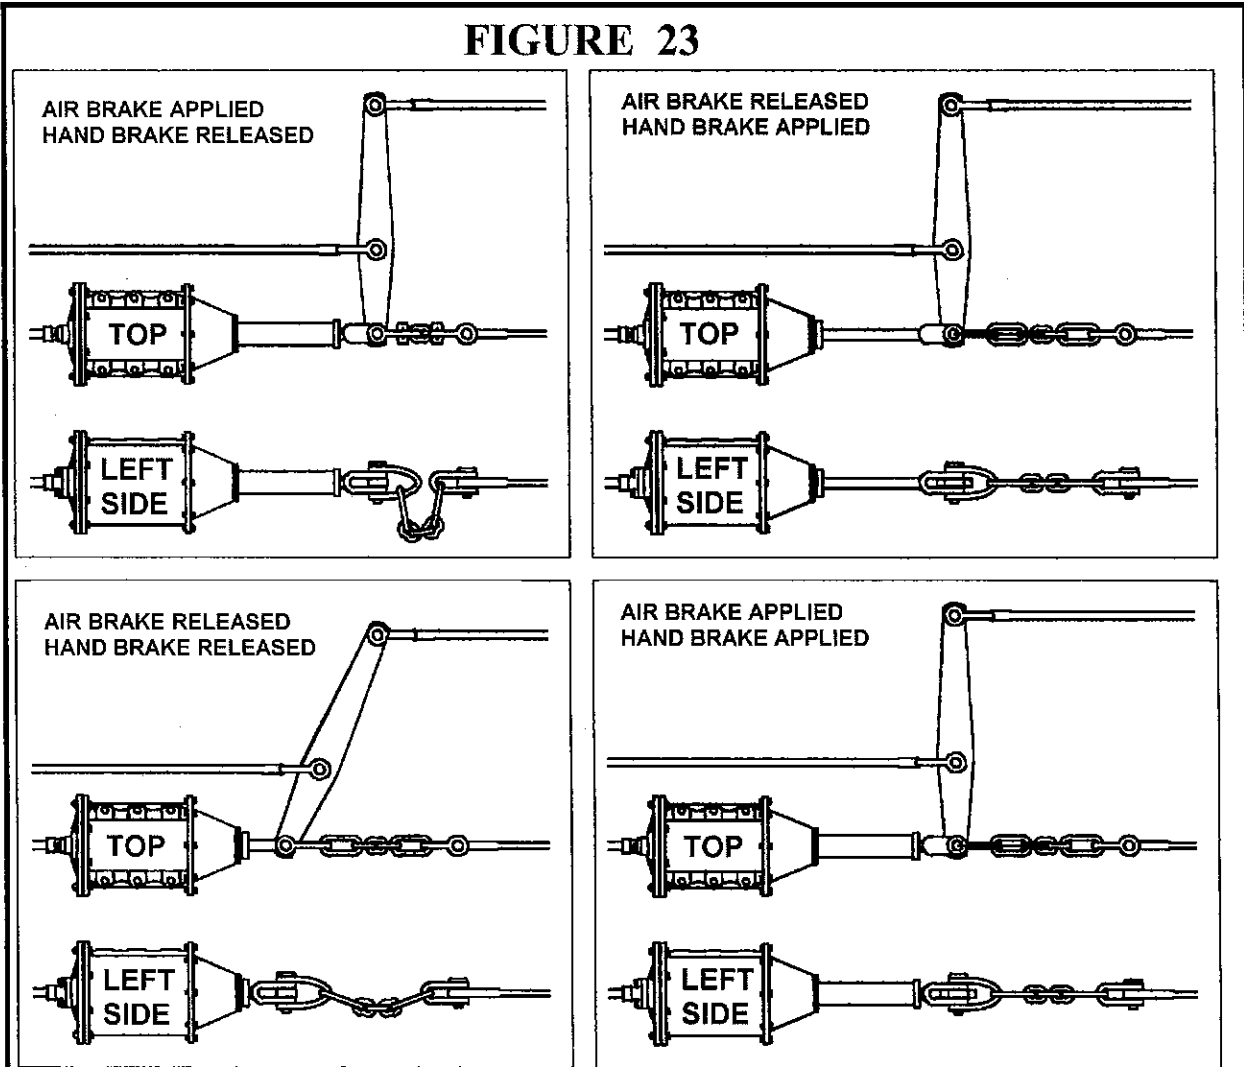 FIGURE 23
AIR BRAKE APPLIED
HAND BRAKE RELEASED
TOP
LEFT
SIDE
AIR BRAKE RELEASED
HAND BRAKE APPLIED
TOP
LEFT
SIDE
AIR BRAKE RELEASED
HAND BRAKE RELEASED
TOP
LEFT
SIDE
AIR BRAKE APPLIED
HAND BRAKE APPLIED
TOP
LEFT
SIDE